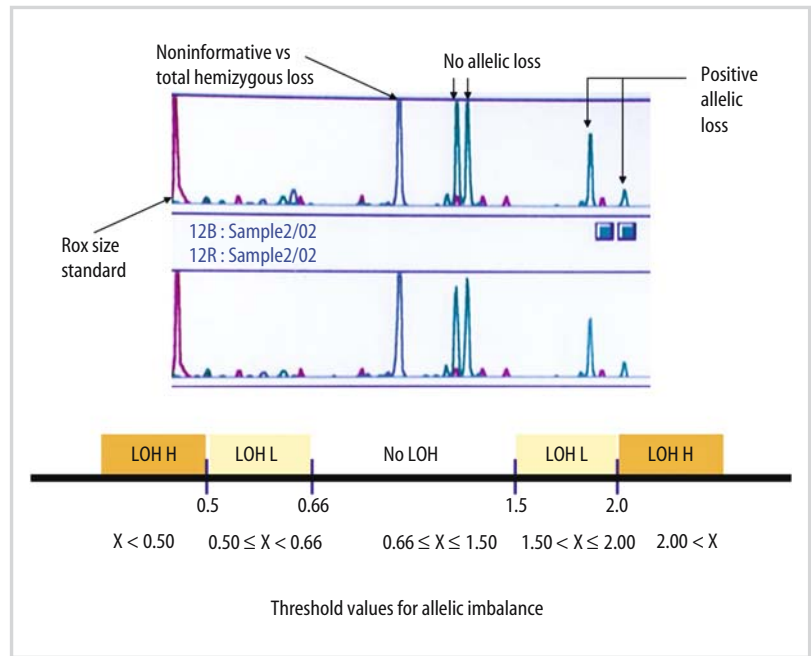 Noninformative vs
total hemizygous loss
No allelic loss
Positive
allelic
loss
Rox size
standard
12B : Sample2/02
12R : Sample2/02
LOH H
LOH L
No LOH
LOH L
LOH H
0.5
0.66
1.5
2.0
X < 0.50
0.50 ≤ X < 0.66
0.66 ≤ X ≤ 1.50
1.50 < X ≤ 2.00
2.00 < X
Threshold values for allelic imbalance